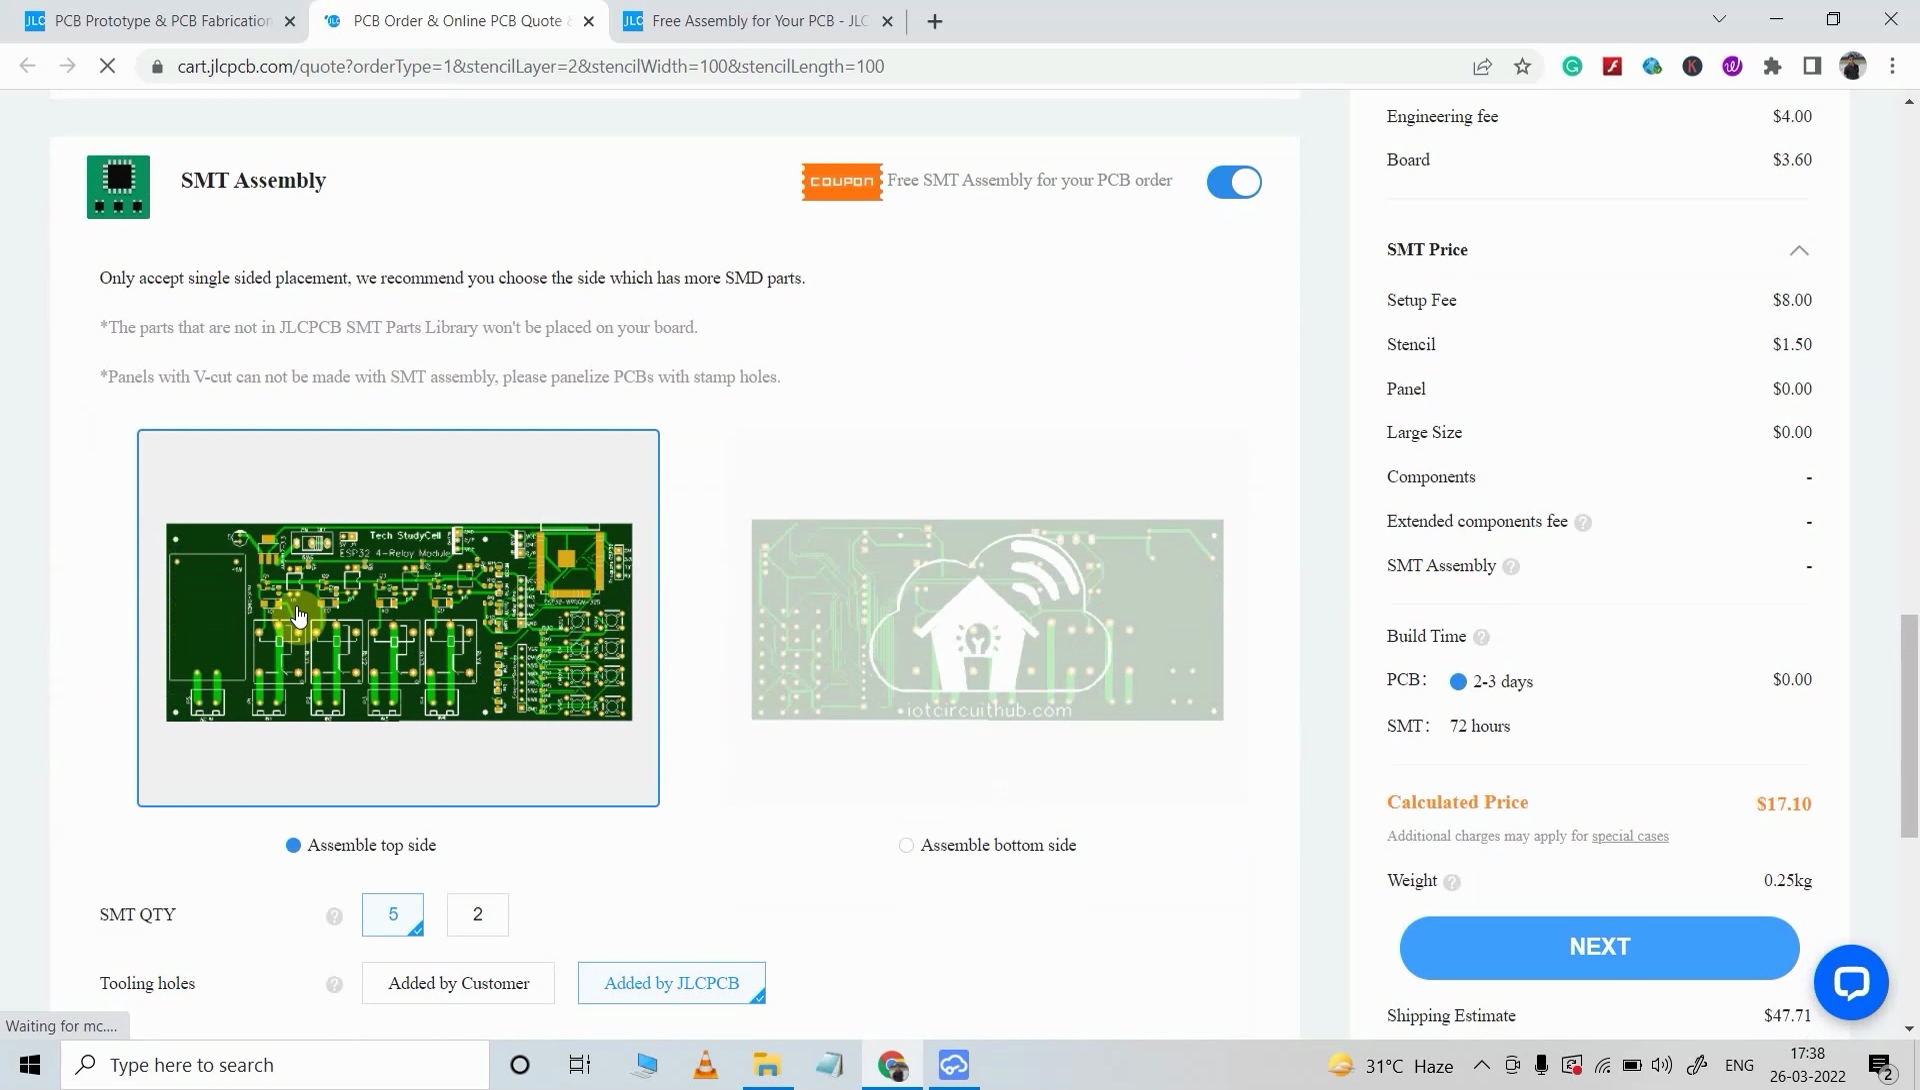 PCB Prototype & PCB Fabrication
PCB Order & Online PCB Quote &
JLC Free Assembly for Your PCB - JLC
cart.jlcpcb.com/quote?orderType=1&stencilLayer=2&stencilWidth=100&stencilLength=100
SMT Assembly
COUPON Free SMT Assembly for your PCB order
Only accept single sided placement, we recommend you choose the side which has more SMD parts.
*The parts that are not in JLCPCB SMT Parts Library won't be placed on your board.
*Panels with V-cut can not be made with SMT assembly, please panelize PCBs with stamp holes.
Tech StudyCell
ESP32 4-Relay Module
iotcircuithub.com
Assemble top side
Assemble bottom side
SMT QTY ? 5 2
Tooling holes ? Added by Customer Added by JLCPCB
Engineering fee $4.00
Board $3.60
SMT Price
Setup Fee $8.00
Stencil $1.50
Panel $0.00
Large Size $0.00
Components -
Extended components fee ? -
SMT Assembly ? -
Build Time ?
PCB: 2-3 days $0.00
SMT: 72 hours
Calculated Price $17.10
Additional charges may apply for special cases
Weight ? 0.25kg
NEXT
Shipping Estimate $47.71
Waiting for mc....
Type here to search
31°C Haze
ENG
17:38
26-03-2022
2